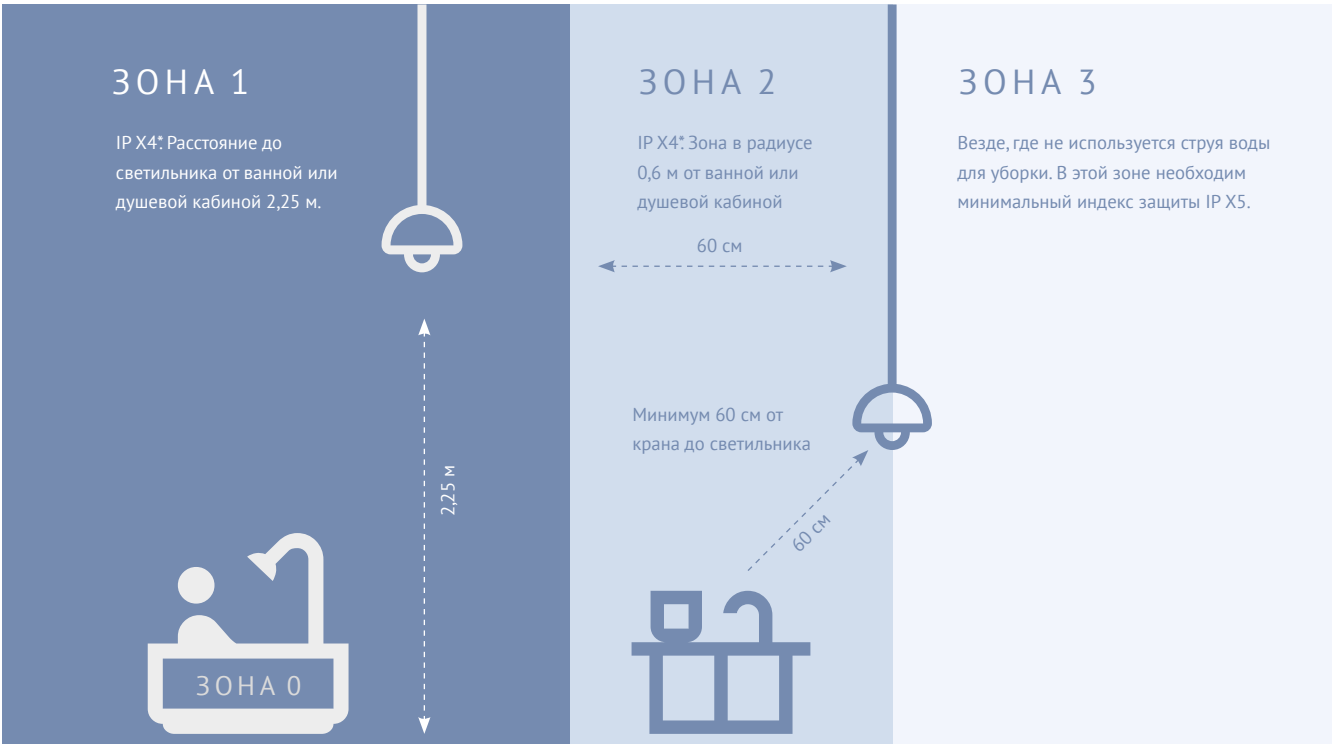 ЗОНА 1
IP X4*. Расстояние до
светильника от ванной или
душевой кабиной 2,25 м.
2,25 м
ЗОНА 0
ЗОНА 2
IP X4*. Зона в радиусе
0,6 м от ванной или
душевой кабиной
60 см
Минимум 60 см от
крана до светильника
60 см
ЗОНА 3
Везде, где не используется струя воды
для уборки. В этой зоне необходим
минимальный индекс защиты IP X5.